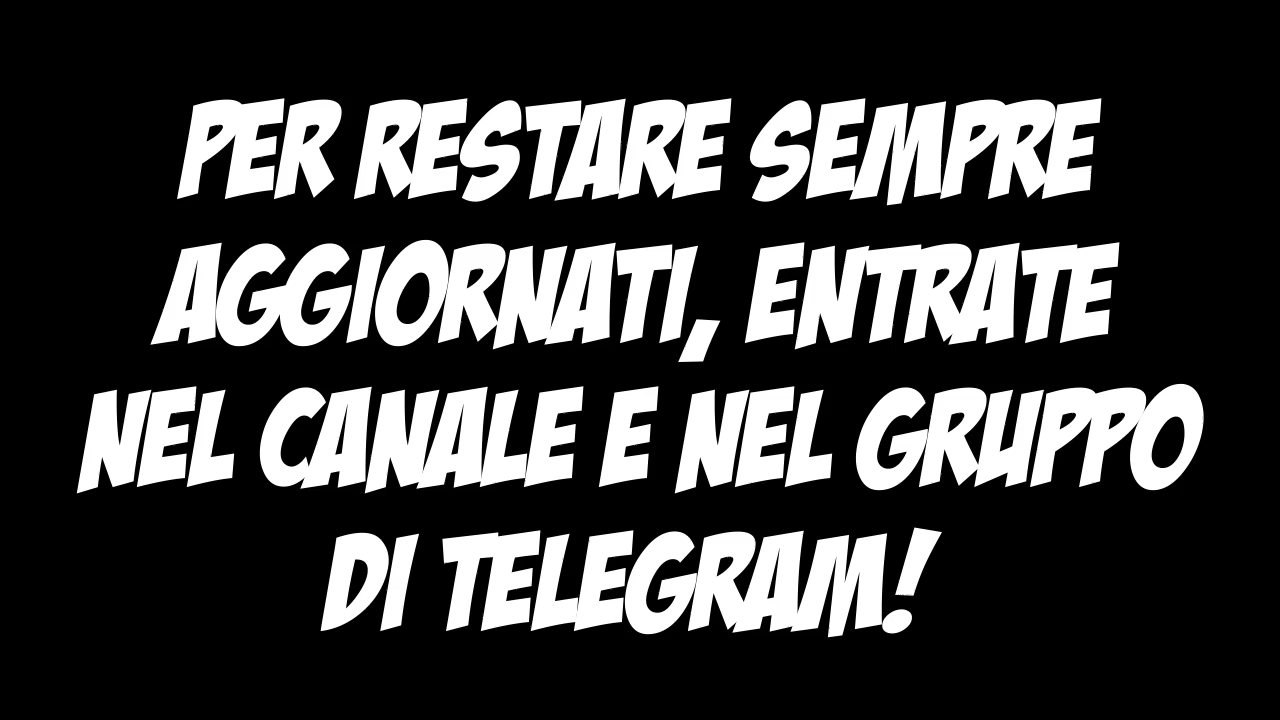 PER RESTARE SEMPRE
AGGIORNATI, ENTRATE
NEL CANALE E NEL GRUPPO
DI TELEGRAM!